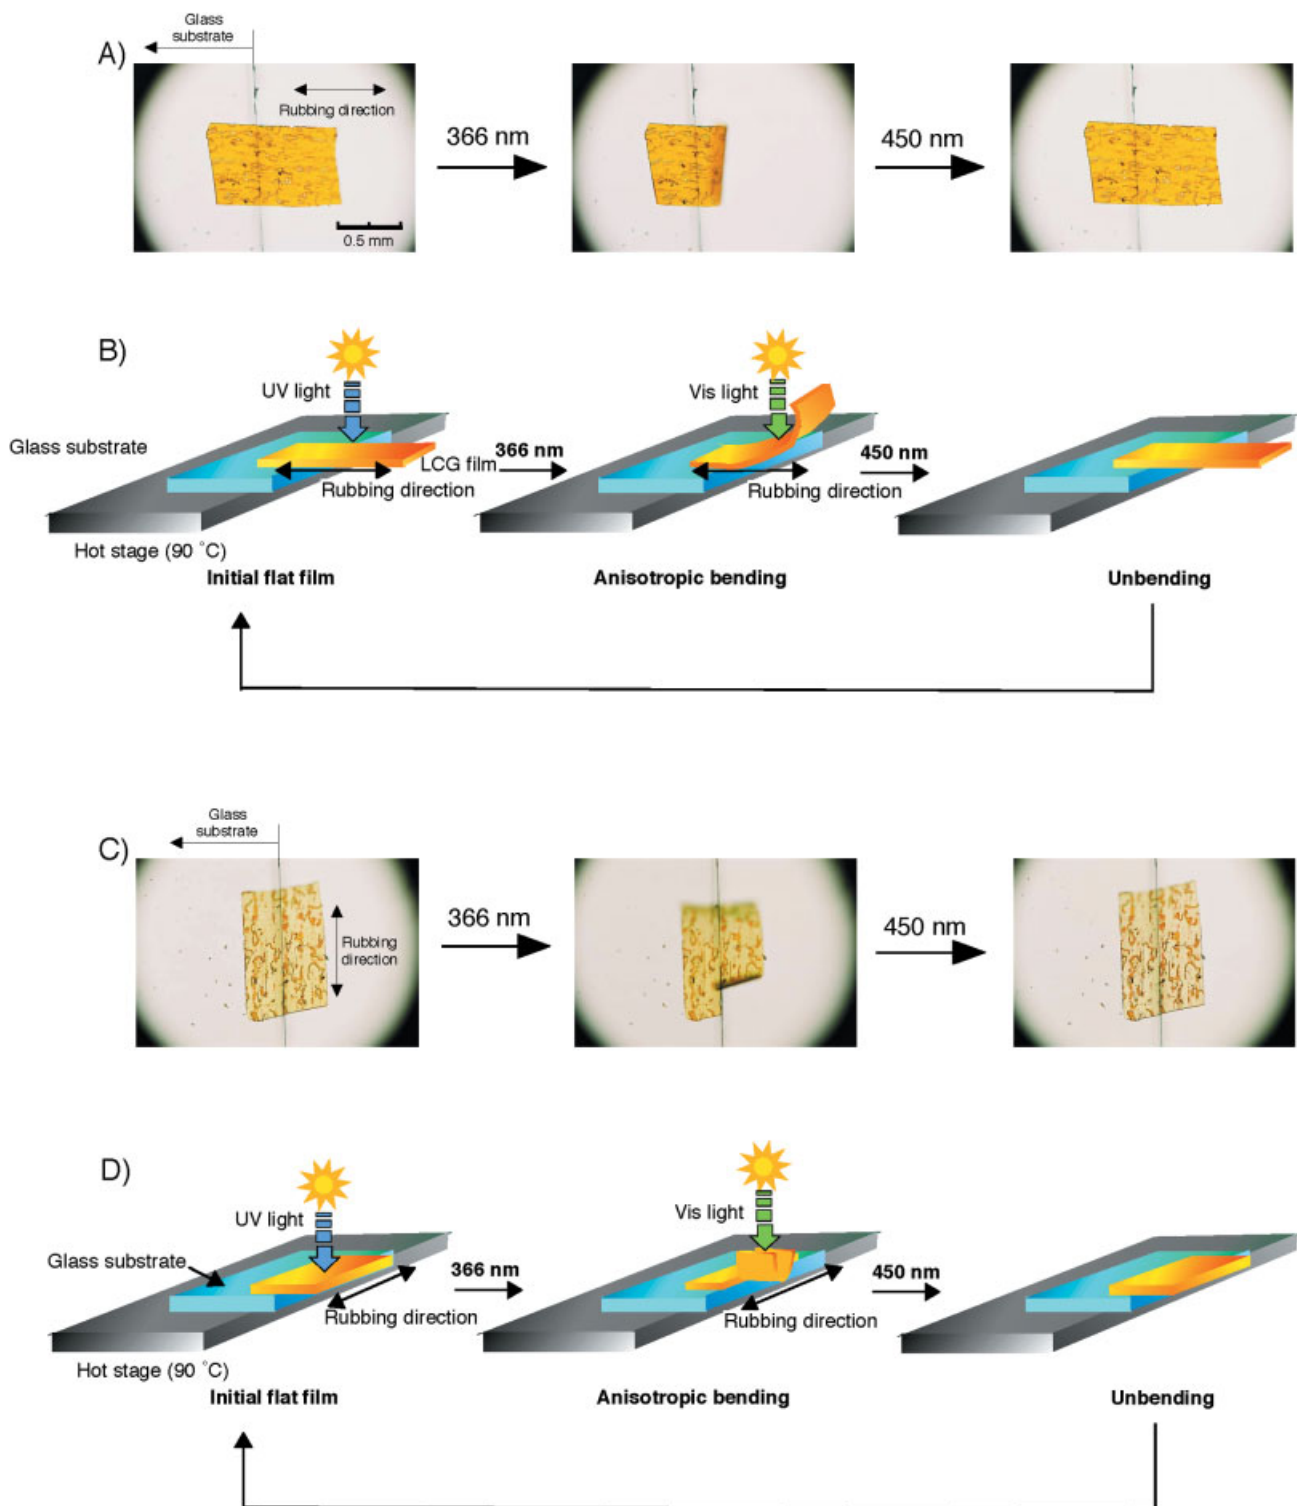 A)
Glass
substrate
Rubbing direction
0.5 mm
366 nm
450 nm
B)
UV light
Vis light
Glass substrate
LCG film
366 nm
450 nm
Rubbing direction
Rubbing direction
Hot stage (90 °C)
Initial flat film
Anisotropic bending
Unbending
C)
Glass
substrate
Rubbing
direction
366 nm
450 nm
D)
UV light
Vis light
Glass substrate
366 nm
450 nm
Rubbing direction
Rubbing direction
Hot stage (90 °C)
Initial flat film
Anisotropic bending
Unbending